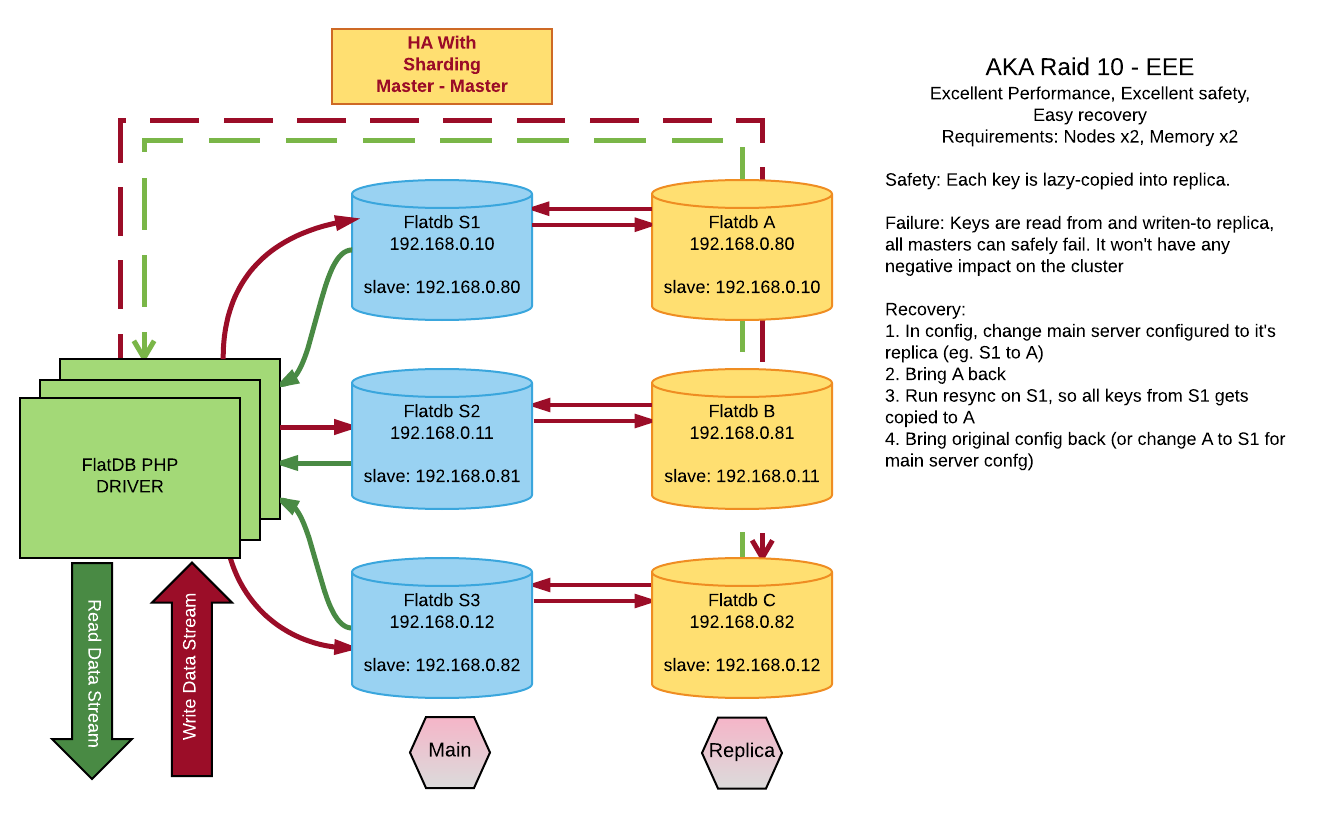 HA With
Sharding
Master - Master
AKA Raid 10 - EEE
Excellent Performance, Excellent safety,
Easy recovery
Requirements: Nodes x2, Memory x2
Safety: Each key is lazy-copied into replica.
Failure: Keys are read from and writen-to replica,
all masters can safely fail. It won't have any
negative impact on the cluster
Recovery:
1. In config, change main server configured to it's
replica (eg. S1 to A)
2. Bring A back
3. Run resync on S1, so all keys from S1 gets
copied to A
4. Bring original config back (or change A to S1 for
main server confg)
Flatdb S1
192.168.0.10
slave: 192.168.0.80
Flatdb A
192.168.0.80
slave: 192.168.0.10
Flatdb S2
192.168.0.11
slave: 192.168.0.81
Flatdb B
192.168.0.81
slave: 192.168.0.11
FlatDB PHP
DRIVER
Flatdb S3
192.168.0.12
slave: 192.168.0.82
Flatdb C
192.168.0.82
slave: 192.168.0.12
Read Data Stream
Write Data Stream
Main
Replica